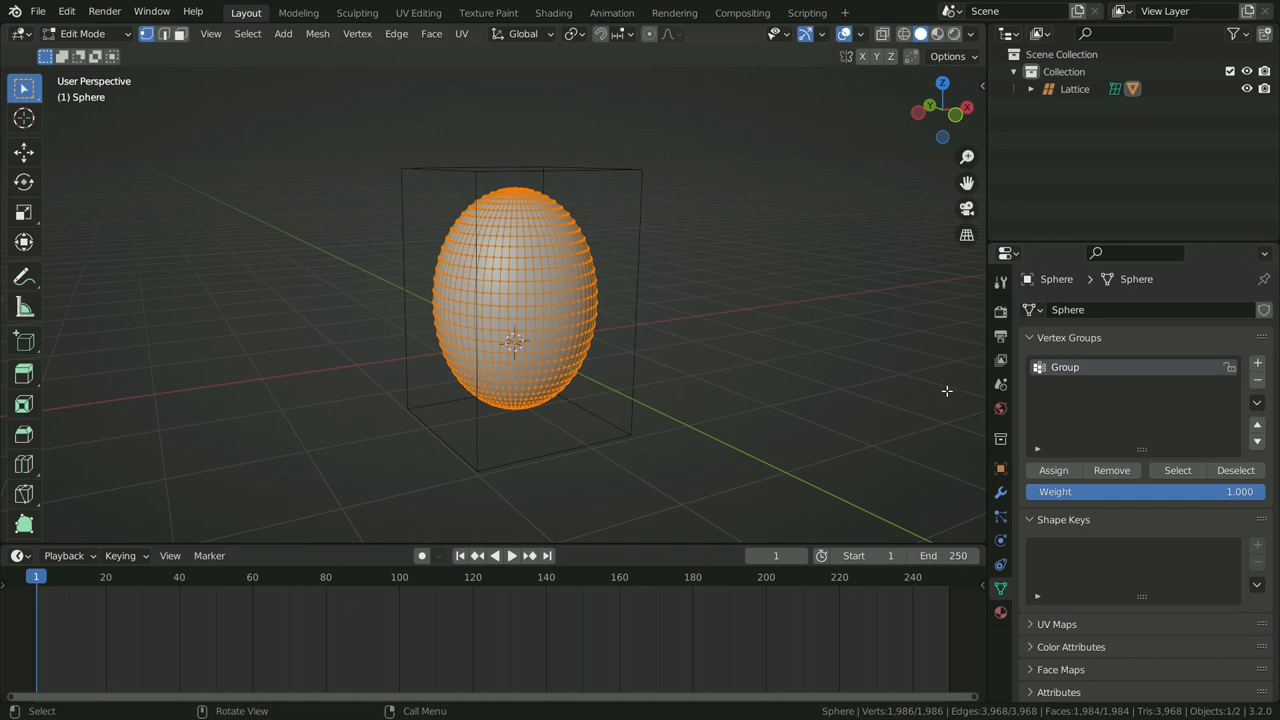 File Edit Render Window Help Layout Modeling Sculpting UV Editing Texture Paint Shading Animation Rendering Compositing Scripting + Scene View Layer
Edit Mode View Select Add Mesh Vertex Edge Face UV Global
X Y Z Options
User Perspective
(1) Sphere
Z
Y
X
Scene Collection
Collection
Lattice
Sphere > Sphere
Sphere
Vertex Groups
Group
Assign Remove Select Deselect
Weight 1.000
Shape Keys
UV Maps
Color Attributes
Face Maps
Attributes
Playback Keying View Marker 1 Start 1 End 250
1 20 40 60 80 100 120 140 160 180 200 220 240
Select Rotate View Call Menu Sphere | Verts:1,986/1,986 | Edges:3,968/3,968 | Faces:1,984/1,984 | Tris:3,968 | Objects:1/2 | 3.2.0